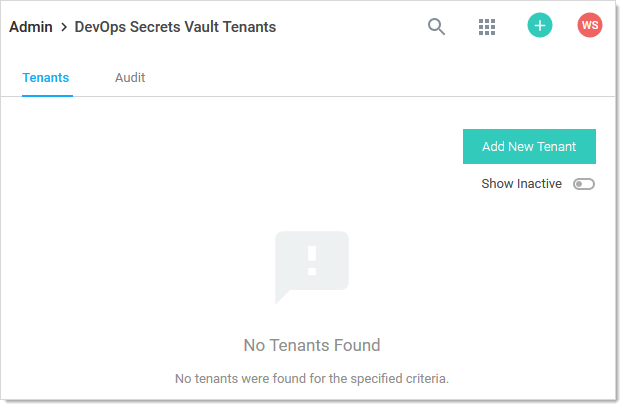 Admin > DevOps Secrets Vault Tenants
WS
Tenants
Audit
Add New Tenant
Show Inactive
No Tenants Found
No tenants were found for the specified criteria.